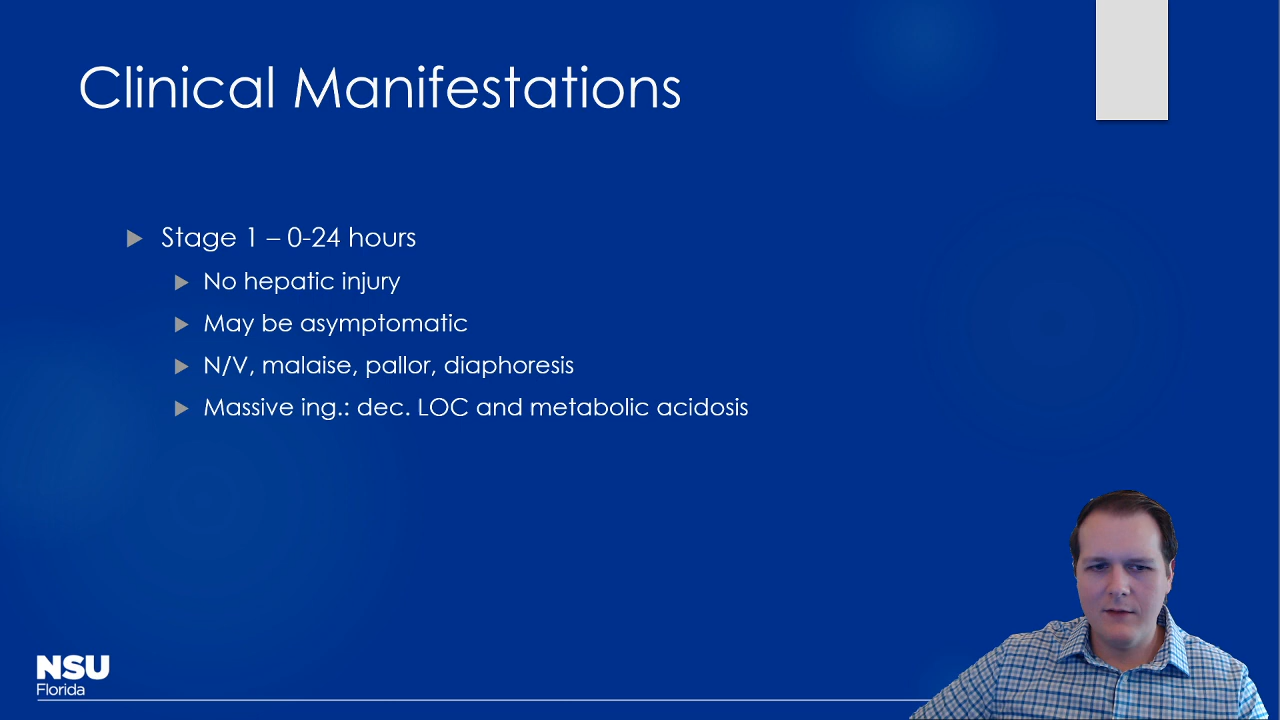 Clinical Manifestations
Stage 1 – 0-24 hours
No hepatic injury
May be asymptomatic
N/V, malaise, pallor, diaphoresis
Massive ing.: dec. LOC and metabolic acidosis
NSU
Florida